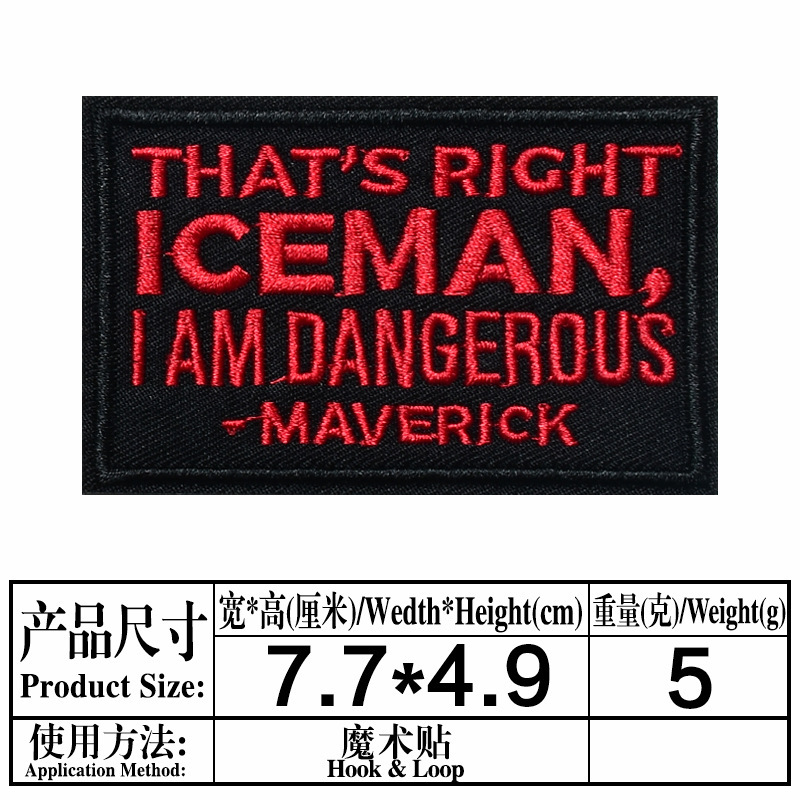 THAT'S RIGHT
ICEMAN,
I AM DANGEROUS
-MAVERICK
产品尺寸
Product Size:
宽*高(厘米)/Wedth*Height(cm)
重量(克)/Weight(g)
7.7*4.9
5
使用方法:
Application Method:
魔术贴
Hook & Loop